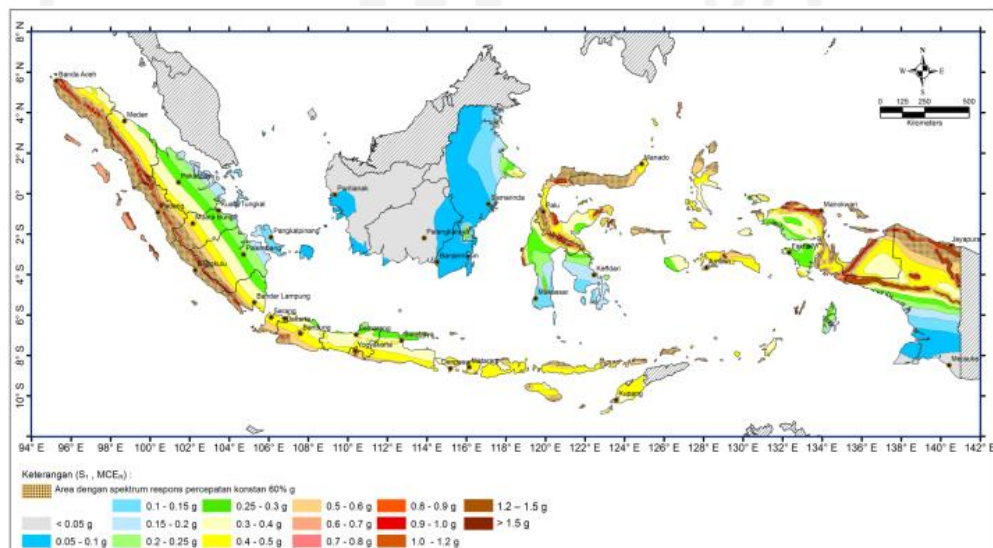 8° N
6° N
4° N
2° N
0°
2° S
4° S
6° S
8° S
10° S
Banda Aceh
Medan
Pekanbaru
Kuala Tungkal
Padang
Muara Bungo
Pangkalpinang
Palembang
Bengkulu
Bandar Lampung
Serang
Jakarta
Bandung
Semarang
Surabaya
Yogyakarta
Denpasar
Mataram
Kupang
Pontianak
Palangkaraya
Banjarmasin
Samarinda
Palu
Manado
Makassar
Kendari
Ambon
Manokwari
Jayapura
Merauke
N
W
E
S
0 125 250 500
Kilometers
94° E 96° E 98° E 100° E 102° E 104° E 106° E 108° E 110° E 112° E 114° E 116° E 118° E 120° E 122° E 124° E 126° E 128° E 130° E 132° E 134° E 136° E 138° E 140° E 142° E
Keterangan (S₁ , MCEᵣ) :
Area dengan spektrum respons percepatan konstan 60% g
0.1 - 0.15 g 0.25 - 0.3 g 0.5 - 0.6 g 0.8 - 0.9 g 1.2 – 1.5 g
< 0.05 g 0.15 - 0.2 g 0.3 - 0.4 g 0.6 - 0.7 g 0.9 - 1.0 g > 1.5 g
0.05 - 0.1 g 0.2 - 0.25 g 0.4 - 0.5 g 0.7 - 0.8 g 1.0 - 1.2 g